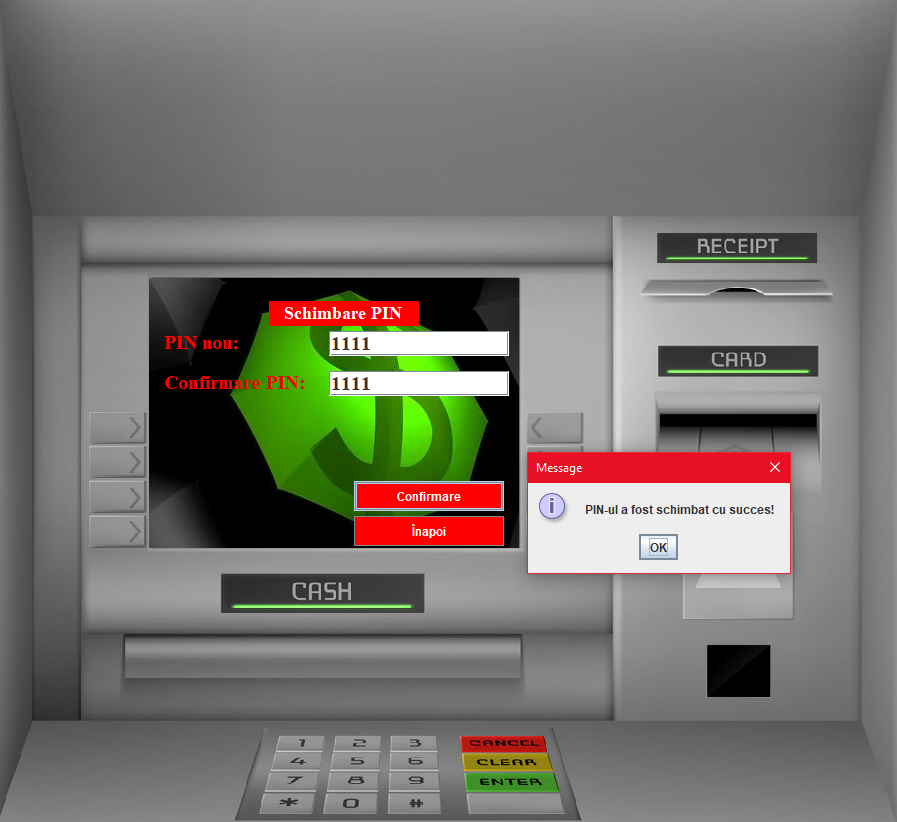 RECEIPT
Schimbare PIN
PIN nou: 1111
CARD
Confirmare PIN: 1111
Message
Confirmare
PIN-ul a fost schimbat cu succes!
Înapoi
OK
CASH
1 2 3 CANCEL
4 5 6 CLEAR
7 8 9 ENTER
* 0 #